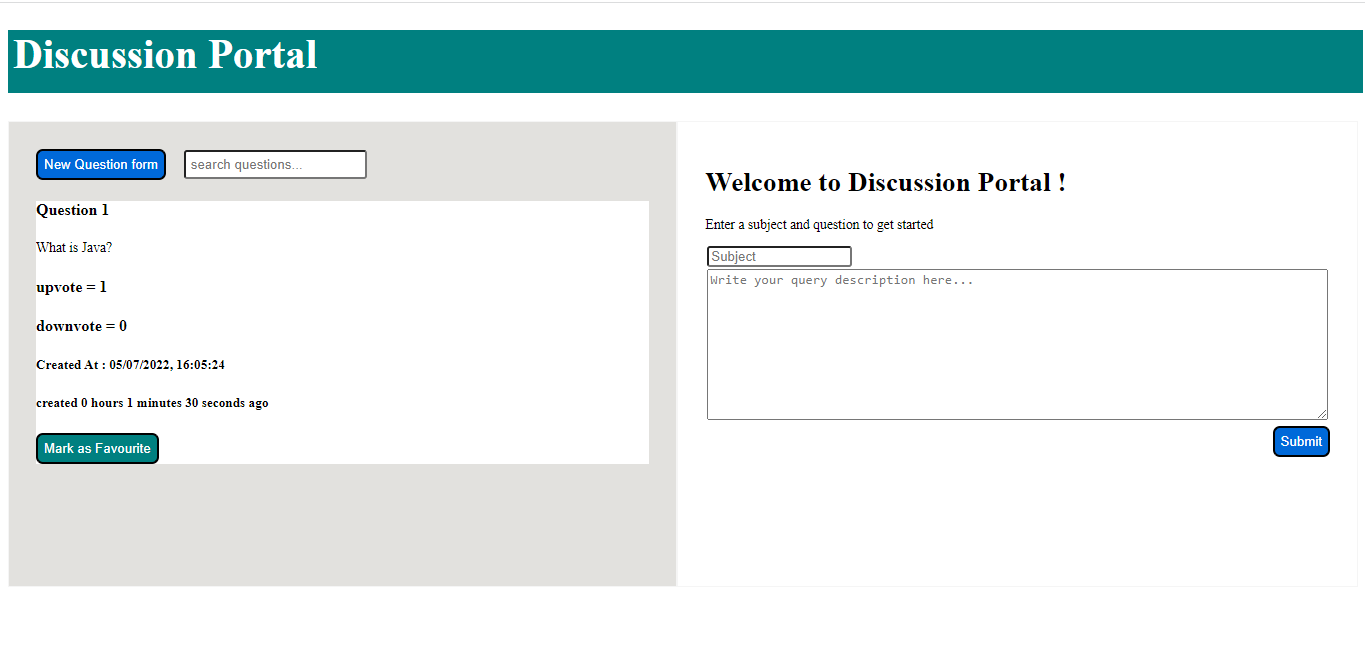 Discussion Portal
New Question form
search questions...
Question 1
What is Java?
upvote = 1
downvote = 0
Created At : 05/07/2022, 16:05:24
created 0 hours 1 minutes 30 seconds ago
Mark as Favourite
Welcome to Discussion Portal !
Enter a subject and question to get started
Subject
Write your query description here...
Submit